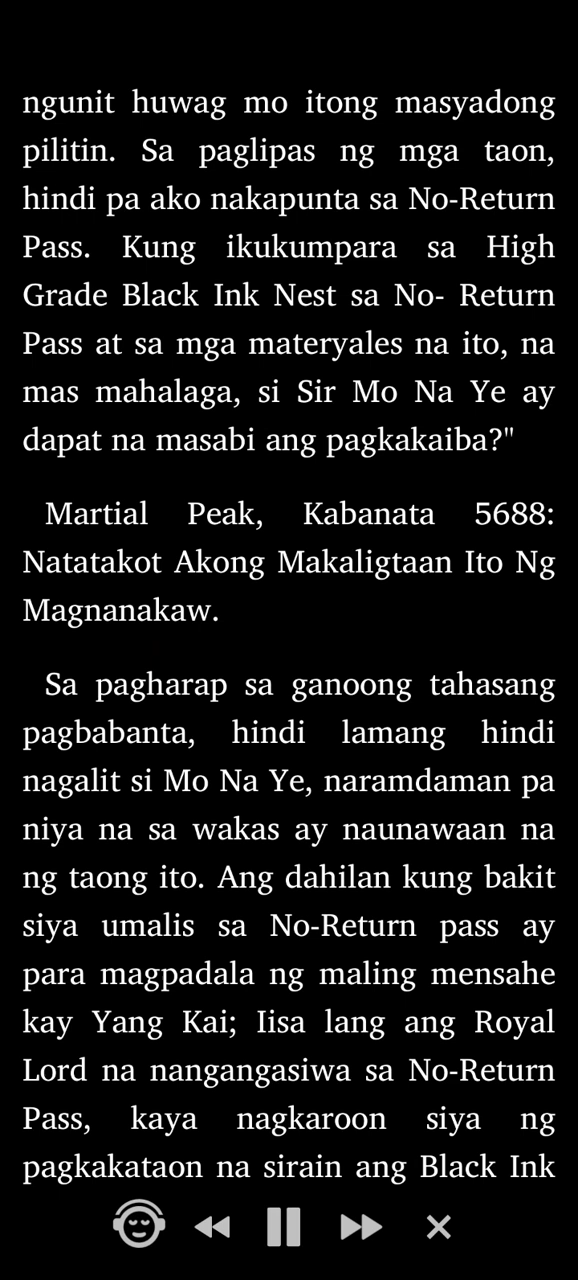 ngunit huwag mo itong masyadong
pilitin. Sa paglipas ng mga taon,
hindi pa ako nakapunta sa No-Return
Pass. Kung ikukumpara sa High
Grade Black Ink Nest sa No- Return
Pass at sa mga materyales na ito, na
mas mahalaga, si Sir Mo Na Ye ay
dapat na masabi ang pagkakaiba?"
Martial Peak, Kabanata 5688:
Natatakot Akong Makaligtaan Ito Ng
Magnanakaw.
Sa pagharap sa ganoong tahasang
pagbabanta, hindi lamang hindi
nagalit si Mo Na Ye, naramdaman pa
niya na sa wakas ay naunawaan na
ng taong ito. Ang dahilan kung bakit
siya umalis sa No-Return pass ay
para magpadala ng maling mensahe
kay Yang Kai; Iisa lang ang Royal
Lord na nangangasiwa sa No-Return
Pass, kaya nagkaroon siya ng
pagkakataon na sirain ang Black Ink